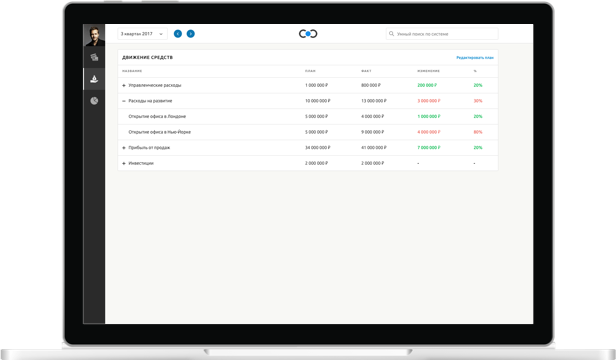 3 квартал 2017
Умный поиск по системе
ДВИЖЕНИЕ СРЕДСТВ Редактировать план
НАЗВАНИЕ ПЛАН ФАКТ ИЗМЕНЕНИЕ %
+ Управленческие расходы 1 000 000 ₽ 800 000 ₽ 200 000 ₽ 20%
– Расходы на развитие 10 000 000 ₽ 13 000 000 ₽ 3 000 000 ₽ 30%
Открытие офиса в Лондоне 5 000 000 ₽ 4 000 000 ₽ 1 000 000 ₽ 20%
Открытие офиса в Нью-Йорке 5 000 000 ₽ 9 000 000 ₽ 4 000 000 ₽ 80%
+ Прибыль от продаж 34 000 000 ₽ 41 000 000 ₽ 7 000 000 ₽ 20%
+ Инвестиции 2 000 000 ₽ 2 000 000 ₽ - -